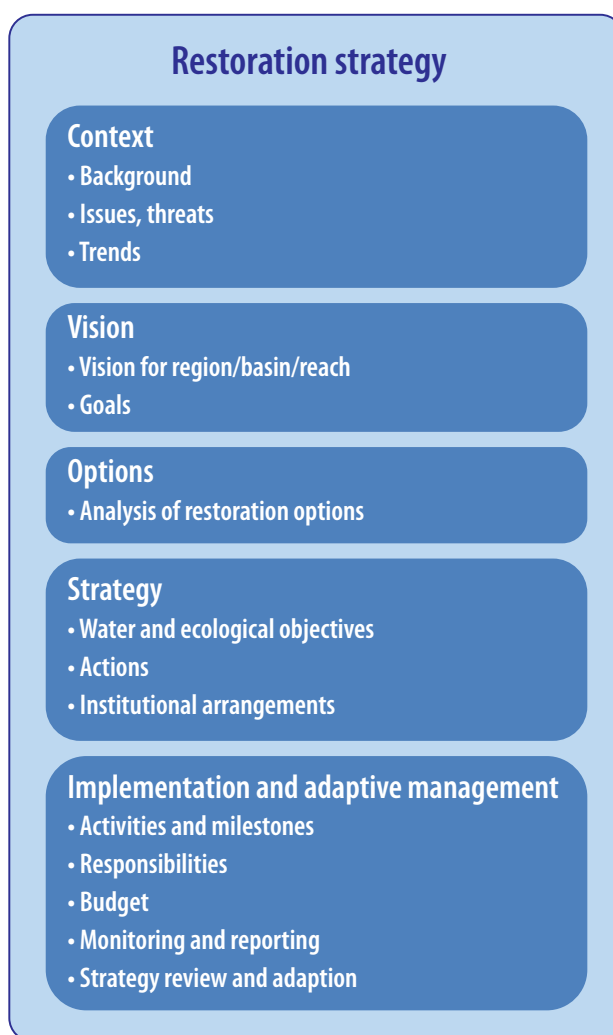 Restoration strategy
Context
• Background
• Issues, threats
• Trends
Vision
• Vision for region/basin/reach
• Goals
Options
• Analysis of restoration options
Strategy
• Water and ecological objectives
• Actions
• Institutional arrangements
Implementation and adaptive management
• Activities and milestones
• Responsibilities
• Budget
• Monitoring and reporting
• Strategy review and adaption